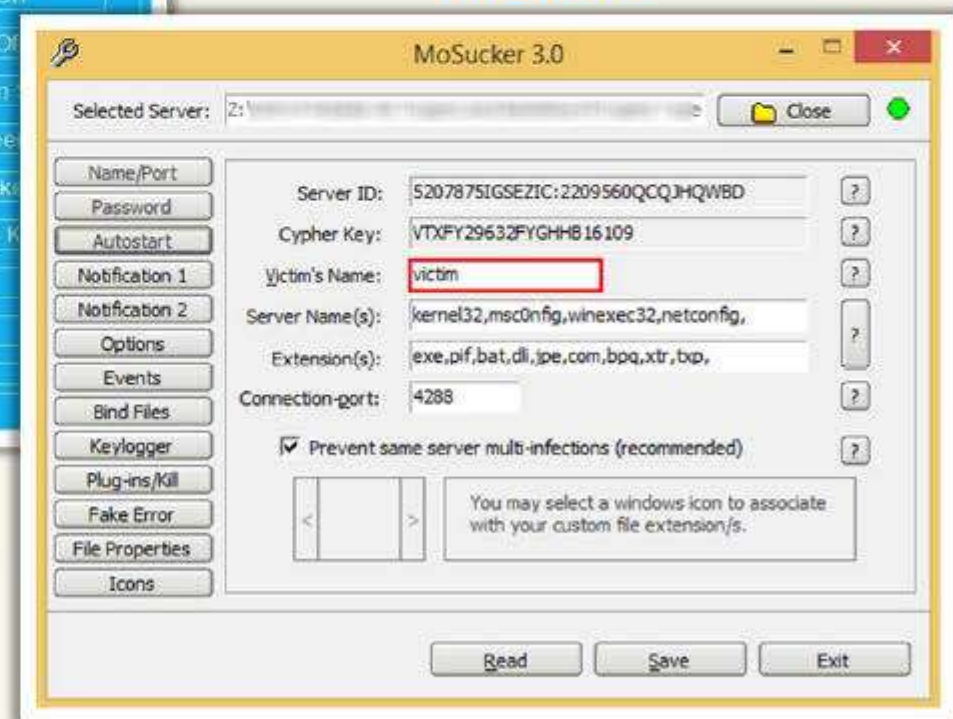 MoSucker 3.0
Selected Server: Z:\ Close
Name/Port
Password
Autostart
Notification 1
Notification 2
Options
Events
Bind Files
Keylogger
Plug-ins/Kill
Fake Error
File Properties
Icons
Server ID: 5207875IGSEZIC:2209560QCQJHQWBD ?
Cypher Key: VTXFY29632FYGHHB16109 ?
Victim's Name: victim ?
Server Name(s): kernel32,msc0nfig,winexec32,netconfig, ?
Extension(s): exe,pif,bat,dli,jpe,com,bpq,xtr,txp,
Connection-port: 4288 ?
Prevent same server multi-infections (recommended) ?
< >
You may select a windows icon to associate
with your custom file extension/s.
Read Save Exit